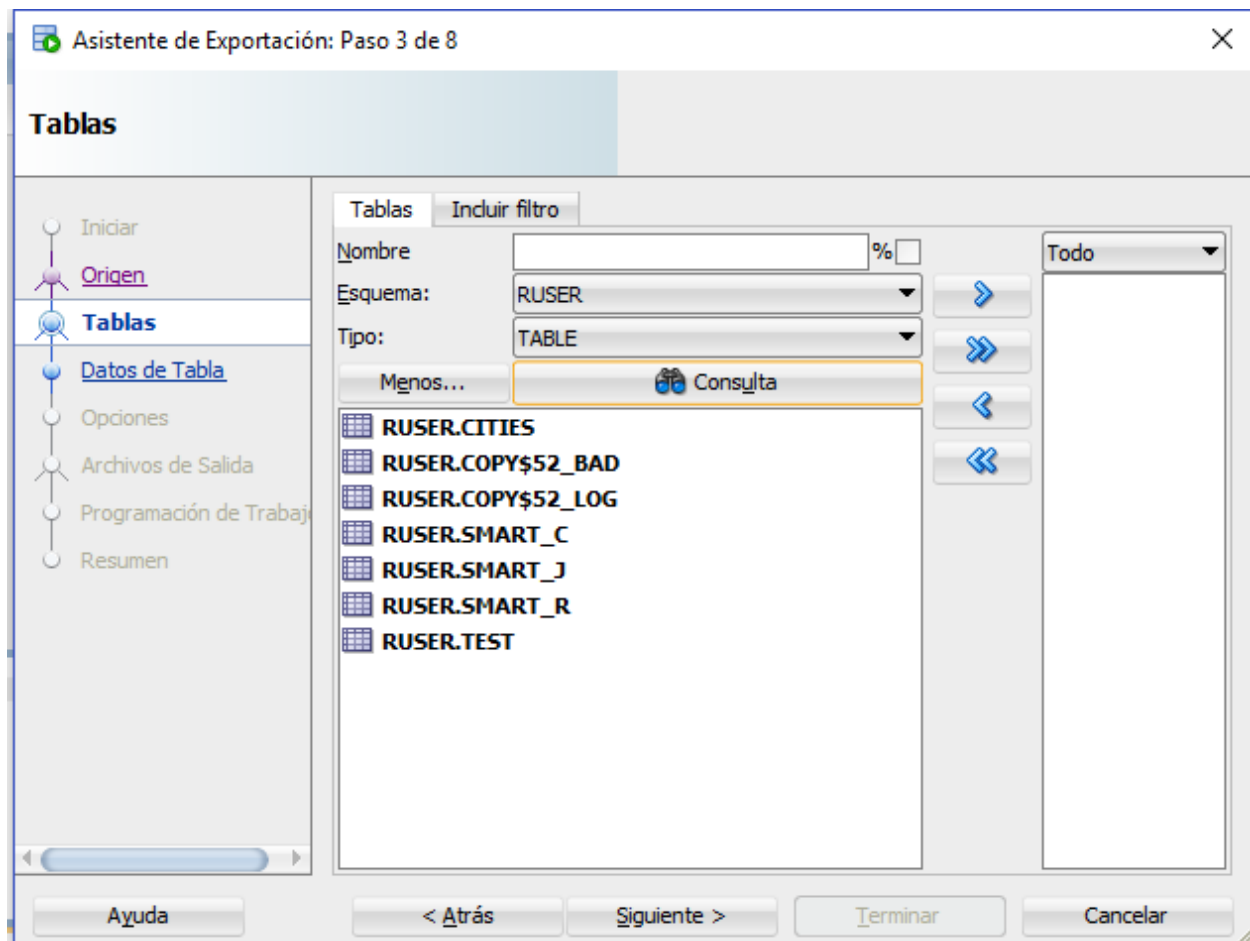 Asistente de Exportación: Paso 3 de 8
Tablas
Iniciar
Origen
Tablas
Datos de Tabla
Opciones
Archivos de Salida
Programación de Trabaj
Resumen
Tablas Incluir filtro
Nombre %
Esquema: RUSER
Tipo: TABLE
Menos... Consulta
RUSER.CITIES
RUSER.COPY$52_BAD
RUSER.COPY$52_LOG
RUSER.SMART_C
RUSER.SMART_J
RUSER.SMART_R
RUSER.TEST
Todo
Ayuda < Atrás Siguiente > Terminar Cancelar